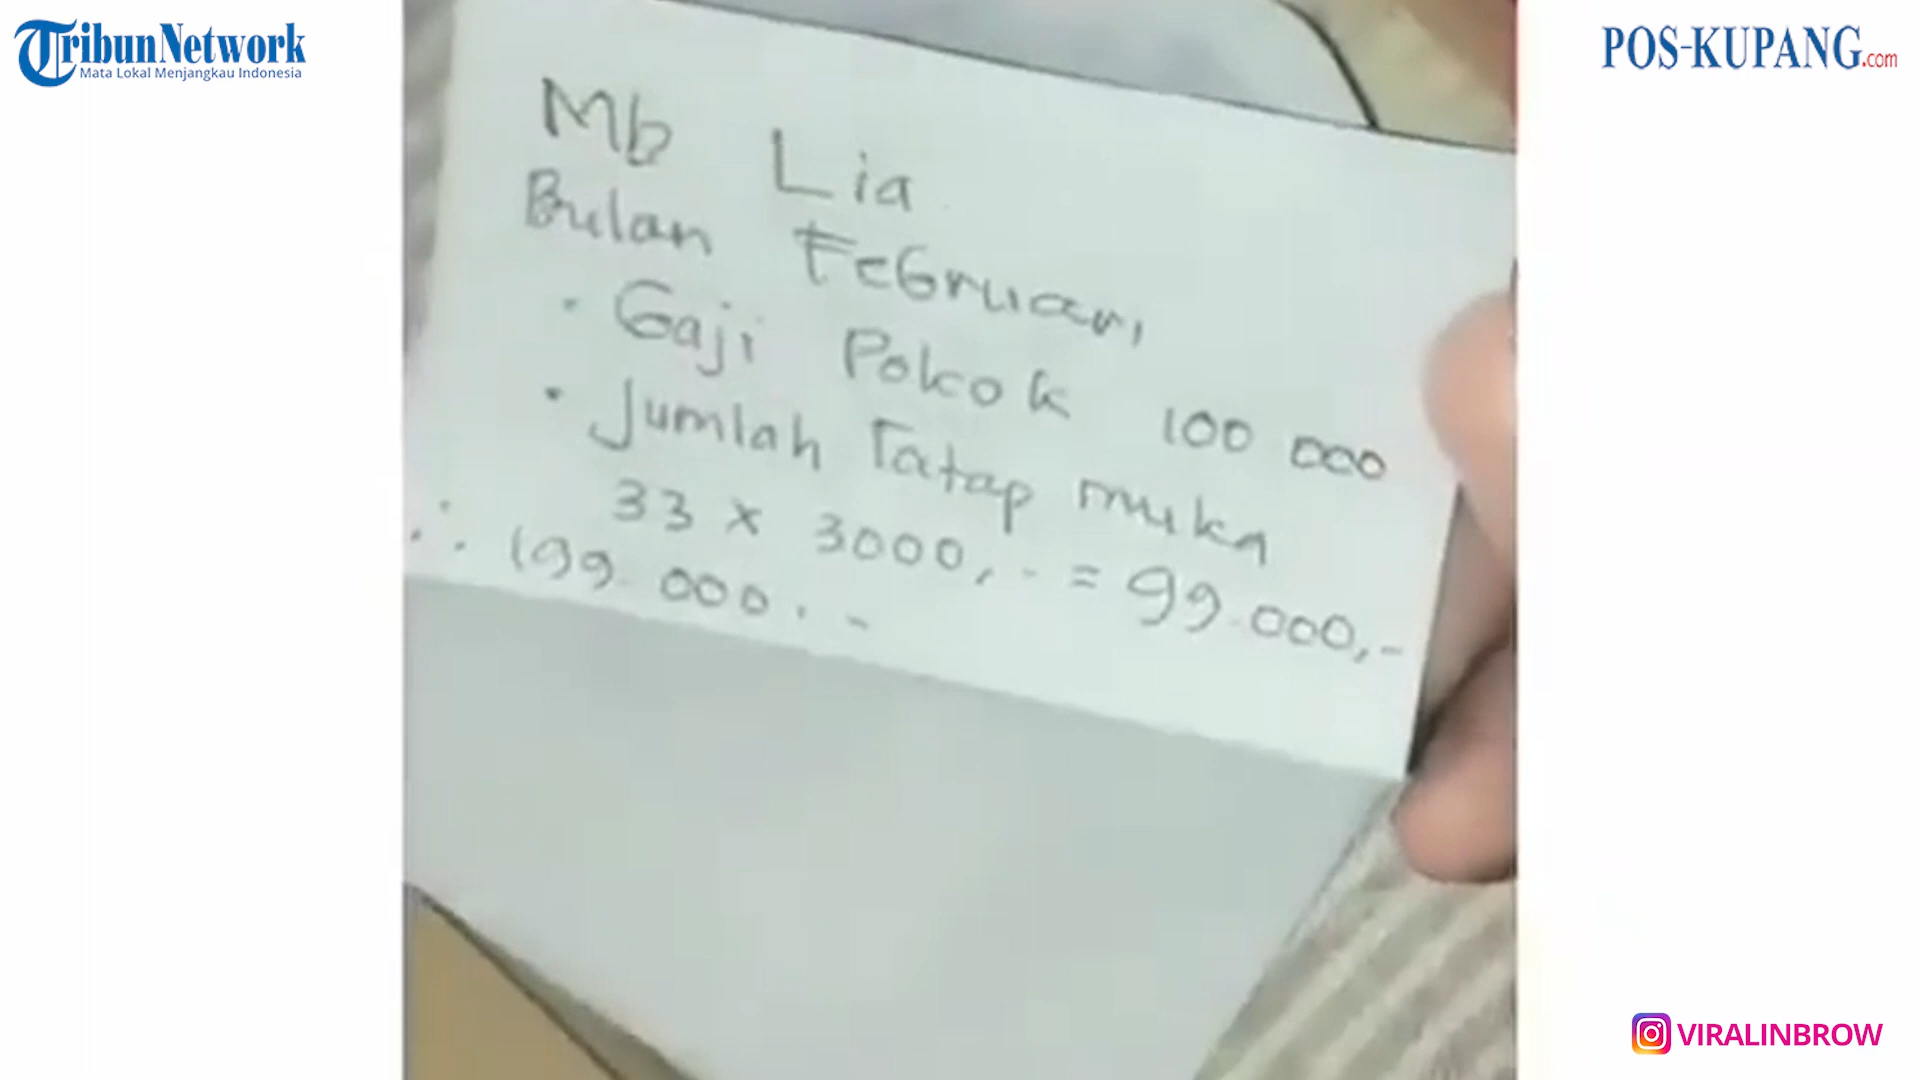 TribunNetwork
Mata Lokal Menjangkau Indonesia
POS-KUPANG.com
Mb Lia
Bulan Februari
· Gaji Pokok 100 000
· Jumlah Tatap muka
33 x 3000,- = 99.000,-
∴ 199.000.-
VIRALINBROW